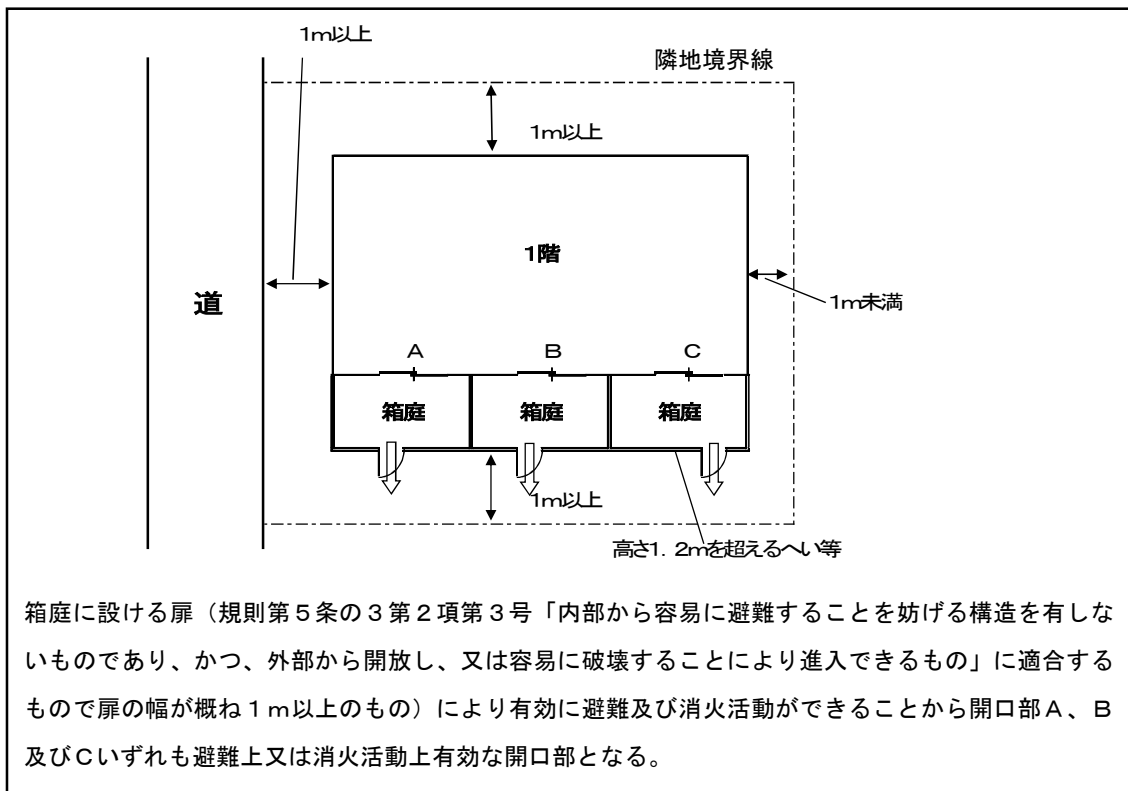 1m以上
隣地境界線
1m以上
1階
道
1m未満
A B C
箱庭 箱庭 箱庭
1m以上
高さ1.2mを超えるへい等
箱庭に設ける扉（規則第５条の３第２項第３号「内部から容易に避難することを妨げる構造を有しな
いものであり、かつ、外部から開放し、又は容易に破壊することにより進入できるもの」に適合する
もので扉の幅が概ね１ｍ以上のもの）により有効に避難及び消火活動ができることから開口部Ａ、Ｂ
及びＣいずれも避難上又は消火活動上有効な開口部となる。